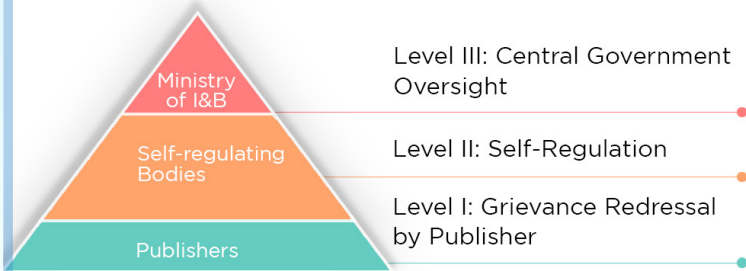 Ministry
of I&B
Level III: Central Government
Oversight
Self-regulating
Bodies
Level II: Self-Regulation
Publishers
Level I: Grievance Redressal
by Publisher